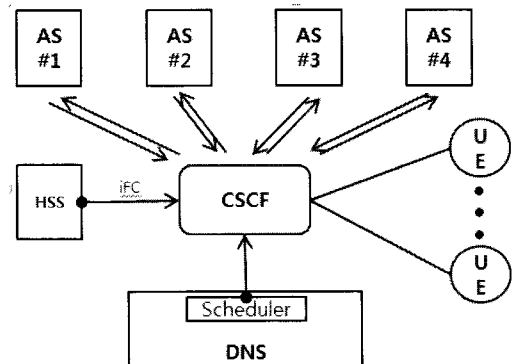 AS
#1
AS
#2
AS
#3
AS
#4
HSS
iFC
CSCF
U
E
U
E
Scheduler
DNS